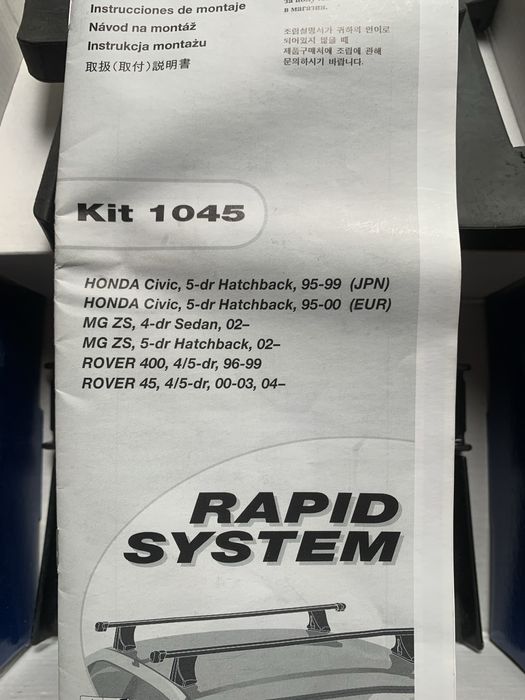 Instrucciones de montaje
Návod na montáž
Instrukcja montażu
取扱(取付)説明書
в магазин.
조립설명서가 귀하의 언어로
되어있지 않을 때
제품구매처에 조립에 관해
문의하시기 바랍니다.
Kit 1045
HONDA Civic, 5-dr Hatchback, 95-99 (JPN)
HONDA Civic, 5-dr Hatchback, 95-00 (EUR)
MG ZS, 4-dr Sedan, 02–
MG ZS, 5-dr Hatchback, 02–
ROVER 400, 4/5-dr, 96-99
ROVER 45, 4/5-dr, 00-03, 04–
RAPID
SYSTEM